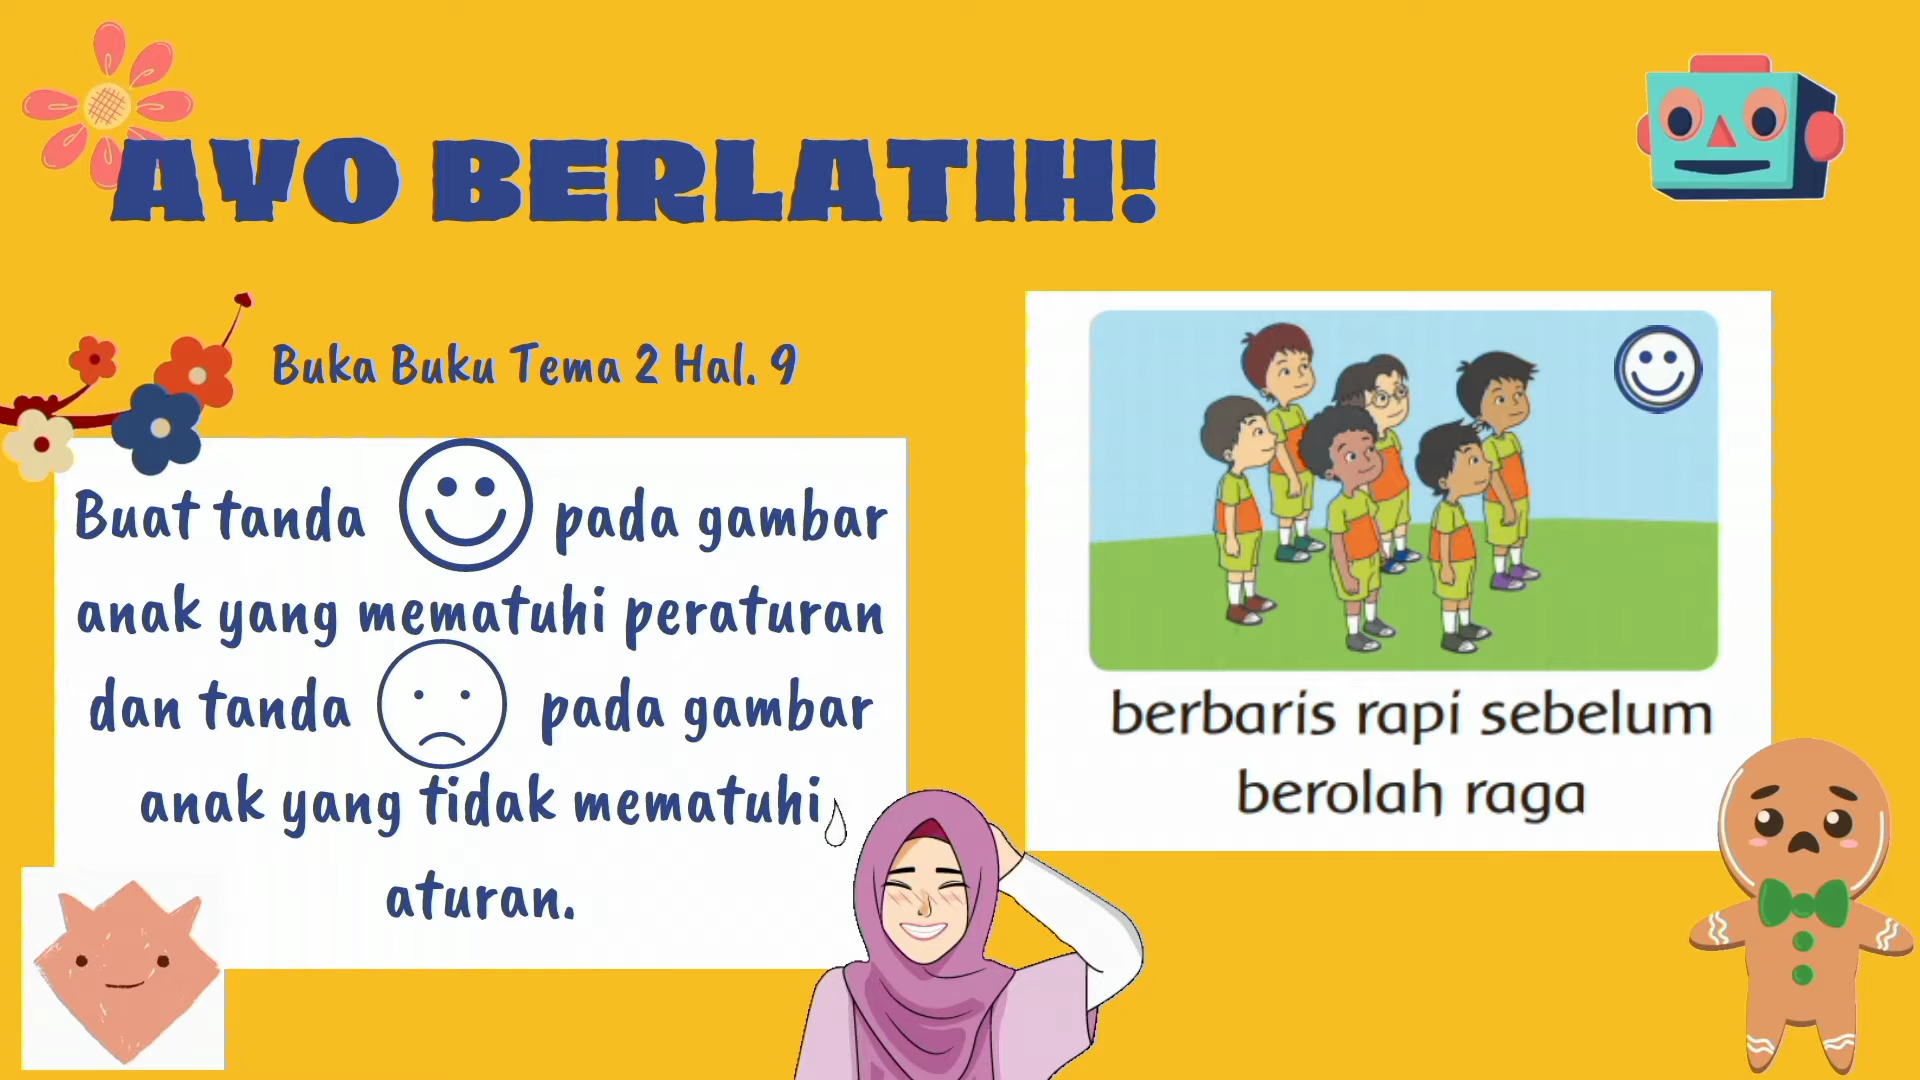 AYO BERLATIH!
Buka Buku Tema 2 Hal. 9
Buat tanda pada gambar
anak yang mematuhi peraturan
dan tanda pada gambar
anak yang tidak mematuhi
aturan.
berbaris rapi sebelum
berolah raga